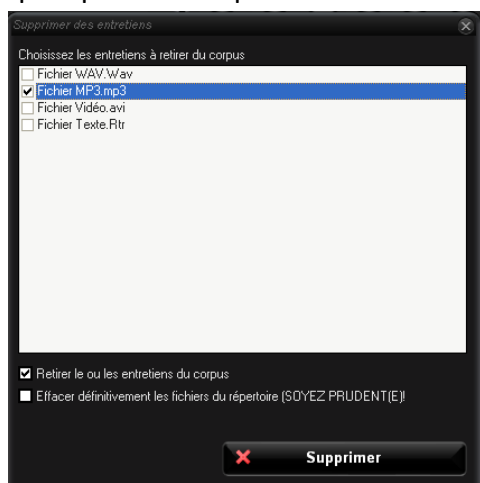 Supprimer des entretiens
Choisissez les entretiens à retirer du corpus
Fichier WAV.Wav
Fichier MP3.mp3
Fichier Vidéo.avi
Fichier Texte.Rtr
Retirer le ou les entretiens du corpus
Effacer définitivement les fichiers du répertoire (SOYEZ PRUDENT(E)!
Supprimer